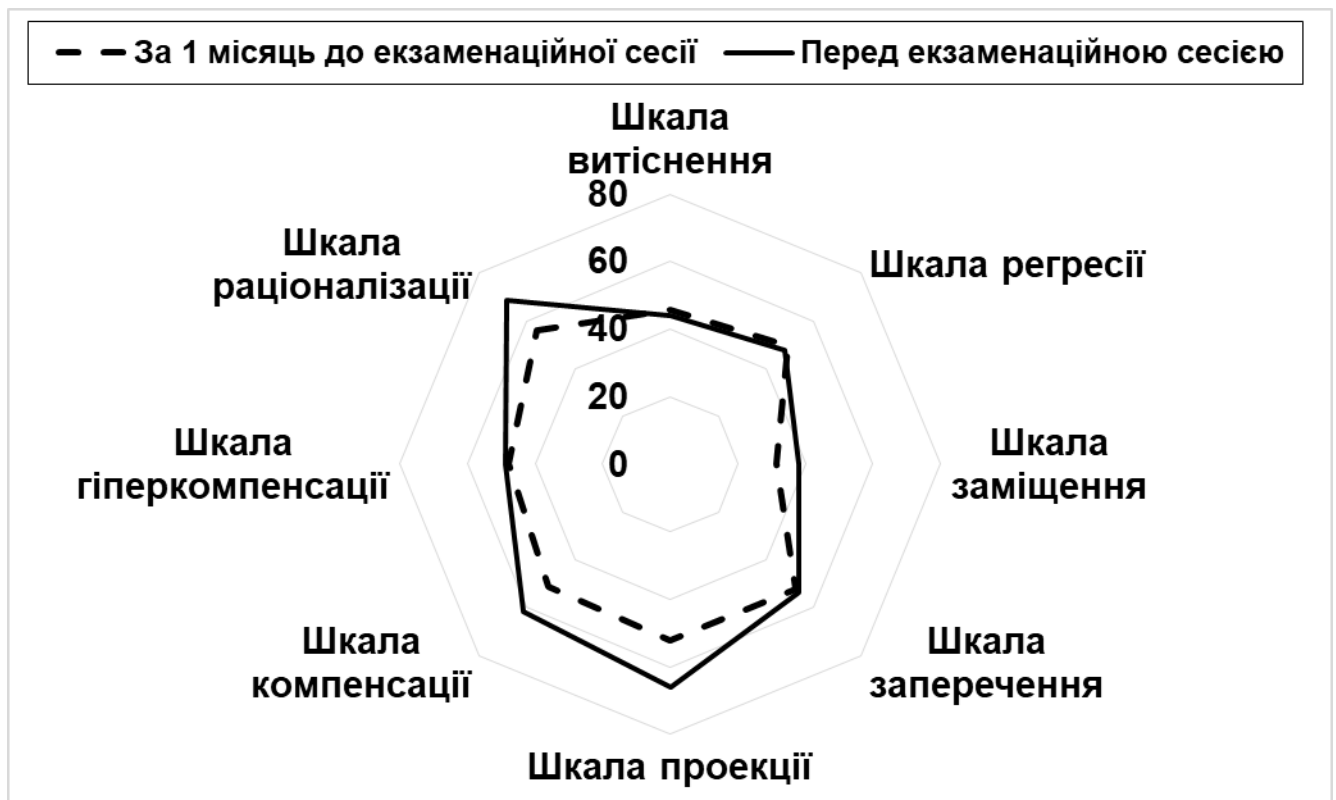 За 1 місяць до екзаменаційної сесії
Перед екзаменаційною сесією
Шкала
витіснення
80
60
40
20
0
Шкала регресії
Шкала
заміщення
Шкала
заперечення
Шкала проекції
Шкала
компенсації
Шкала
гіперкомпенсації
Шкала
раціоналізації